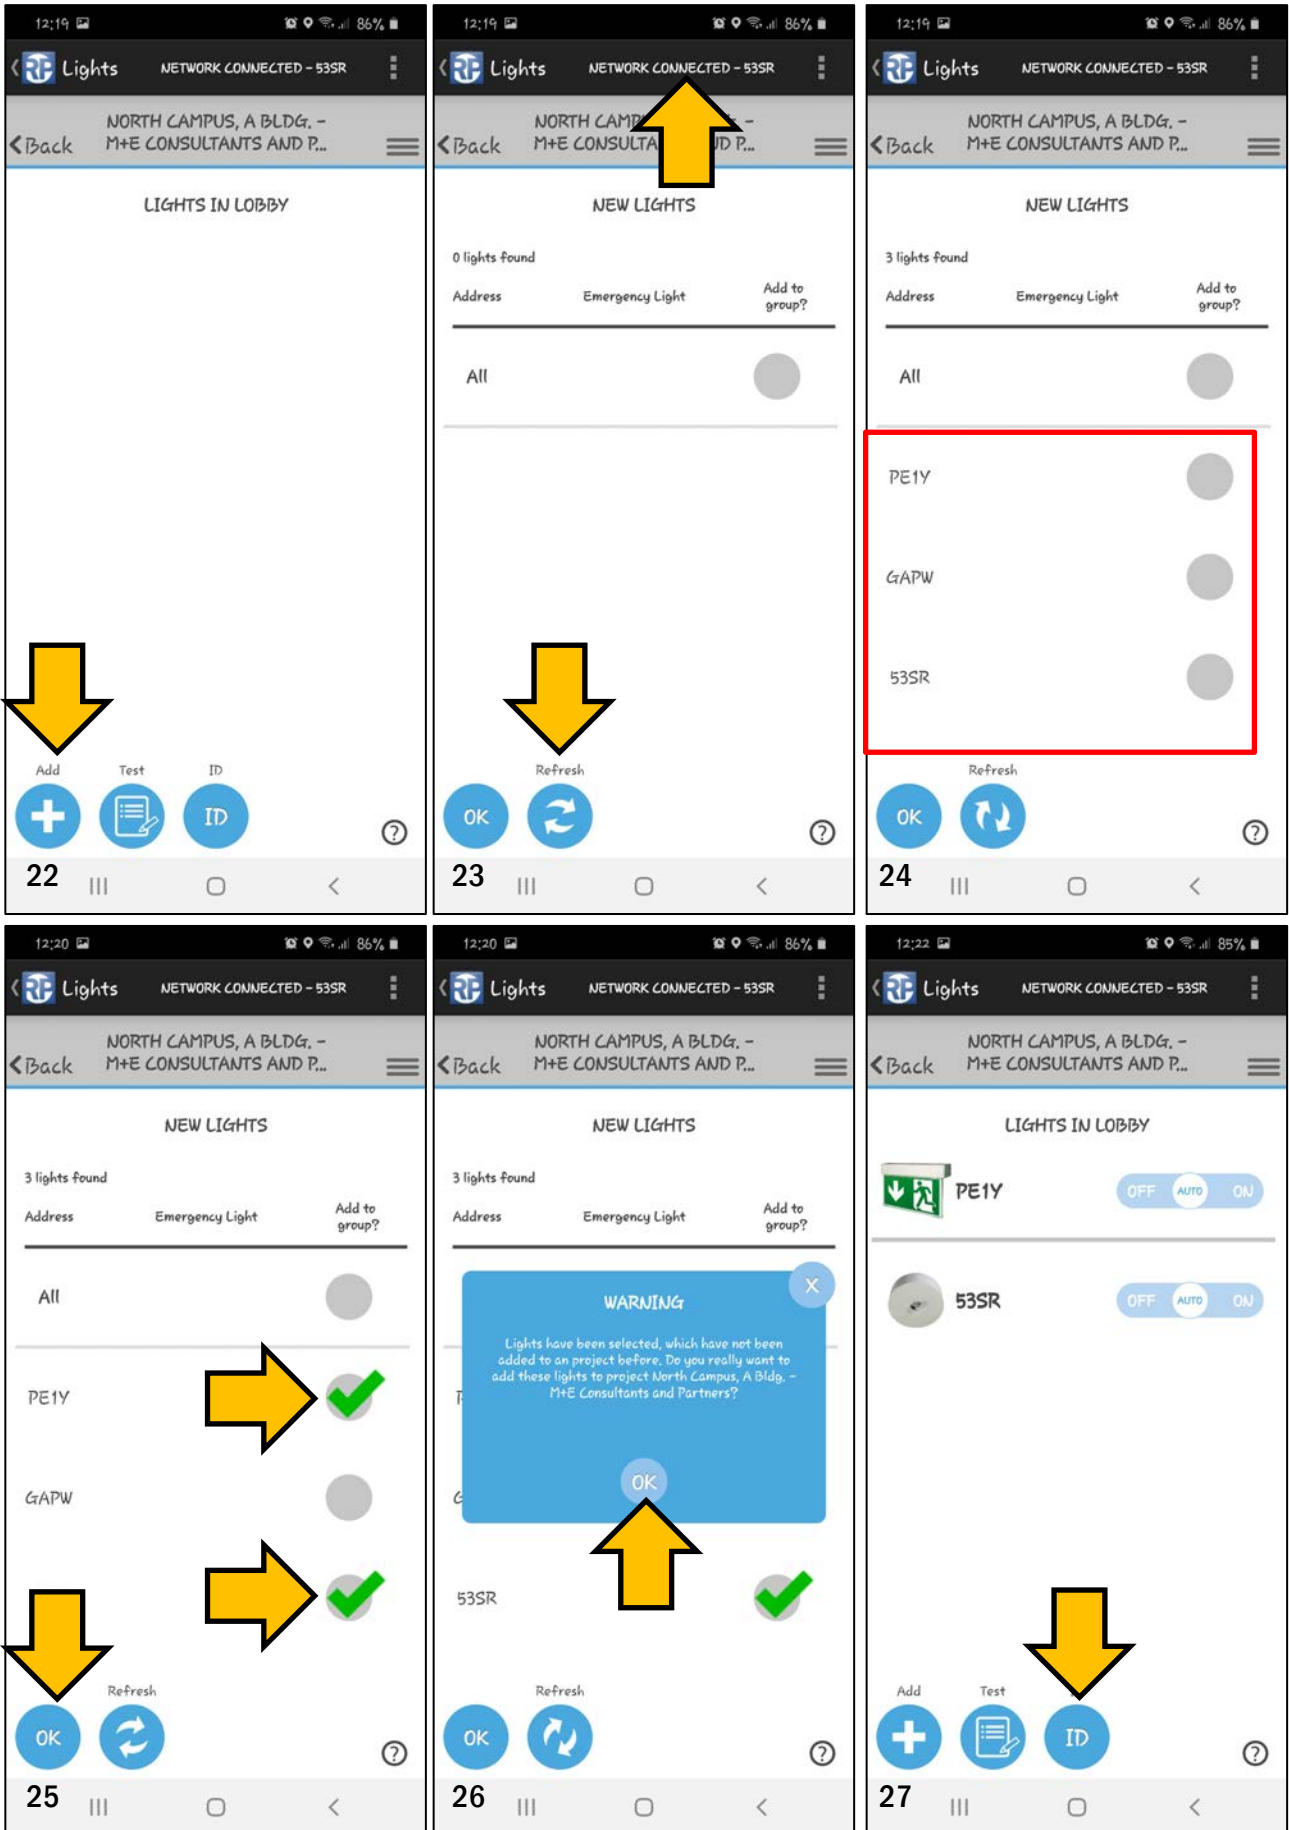 12:19 86%
RP Lights NETWORK CONNECTED - 53SR
Back NORTH CAMPUS, A BLDG. -
M+E CONSULTANTS AND P...
LIGHTS IN LOBBY
Add Test ID
ID
?
22
12:19 86%
RP Lights NETWORK CONNECTED - 53SR
Back NORTH CAMP -
M+E CONSULTA D P...
NEW LIGHTS
0 lights found
Address Emergency Light Add to
group?
All
Refresh
OK ?
23
12:19 86%
RP Lights NETWORK CONNECTED - 53SR
Back NORTH CAMPUS, A BLDG. -
M+E CONSULTANTS AND P...
NEW LIGHTS
3 lights found
Address Emergency Light Add to
group?
All
PE1Y
GAPW
53SR
Refresh
OK ?
24
12:20 86%
RP Lights NETWORK CONNECTED - 53SR
Back NORTH CAMPUS, A BLDG. -
M+E CONSULTANTS AND P...
NEW LIGHTS
3 lights found
Address Emergency Light Add to
group?
All
PE1Y
GAPW
Refresh
OK ?
25
12:20 86%
RP Lights NETWORK CONNECTED - 53SR
Back NORTH CAMPUS, A BLDG. -
M+E CONSULTANTS AND P...
NEW LIGHTS
3 lights found
Address Emergency Light Add to
group?
X
WARNING
Lights have been selected, which have not been
added to an project before. Do you really want to
add these lights to project North Campus, A Bldg. -
M+E Consultants and Partners?
OK
53SR
Refresh
OK ?
26
12:22 85%
RP Lights NETWORK CONNECTED - 53SR
Back NORTH CAMPUS, A BLDG. -
M+E CONSULTANTS AND P...
LIGHTS IN LOBBY
PE1Y OFF AUTO ON
53SR OFF AUTO ON
Add Test
ID
?
27